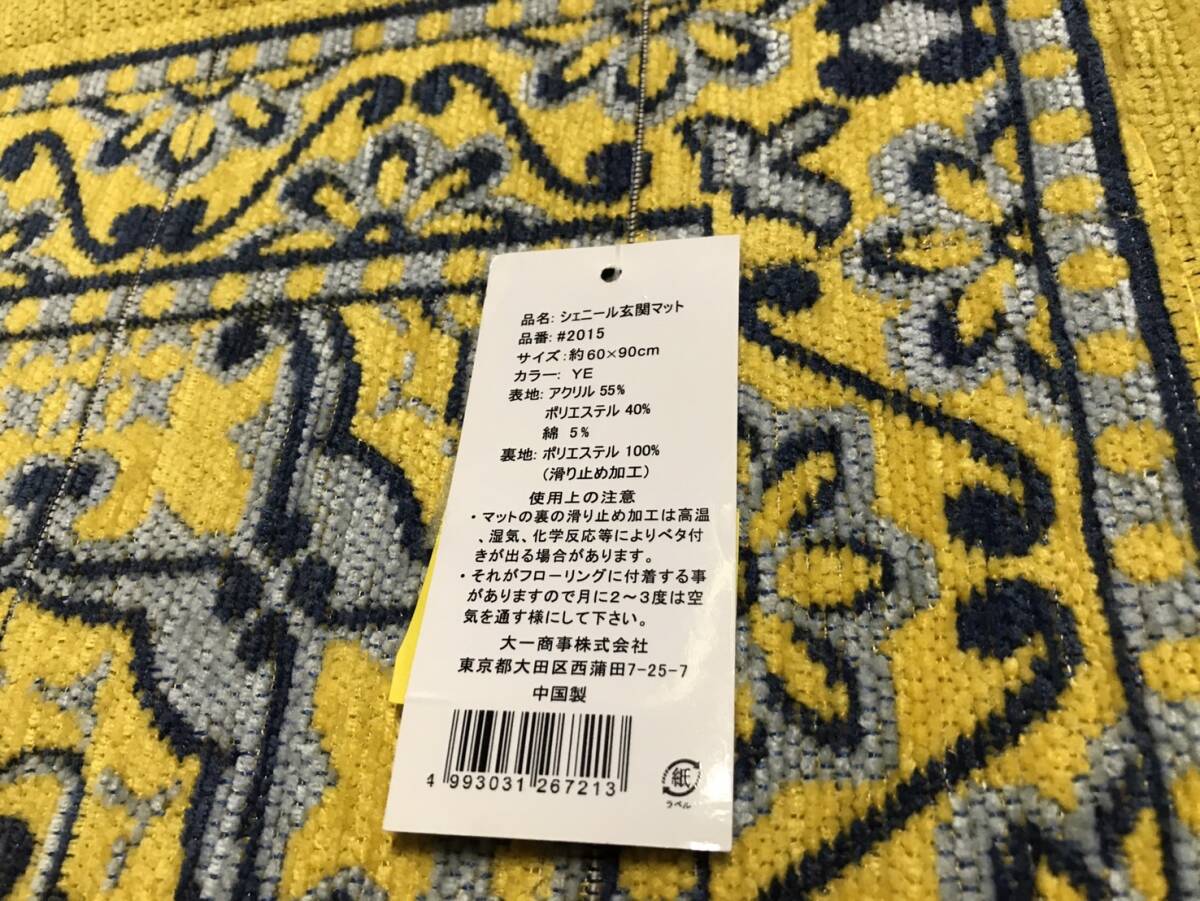 品名: シェニール玄関マット
品番: #2015
サイズ: 約60×90cm
カラー: YE
表地: アクリル 55%
ポリエステル 40%
綿 5%
裏地: ポリエステル 100%
(滑り止め加工)
使用上の注意
・マットの裏の滑り止め加工は高温
、湿気、化学反応等によりベタ付
きが出る場合があります。
・それがフローリングに付着する事
がありますので月に2～3度は空
気を通す様にして下さい。
大一商事株式会社
東京都大田区西蒲田7-25-7
中国製
4 993031 267213
紙
ラベル